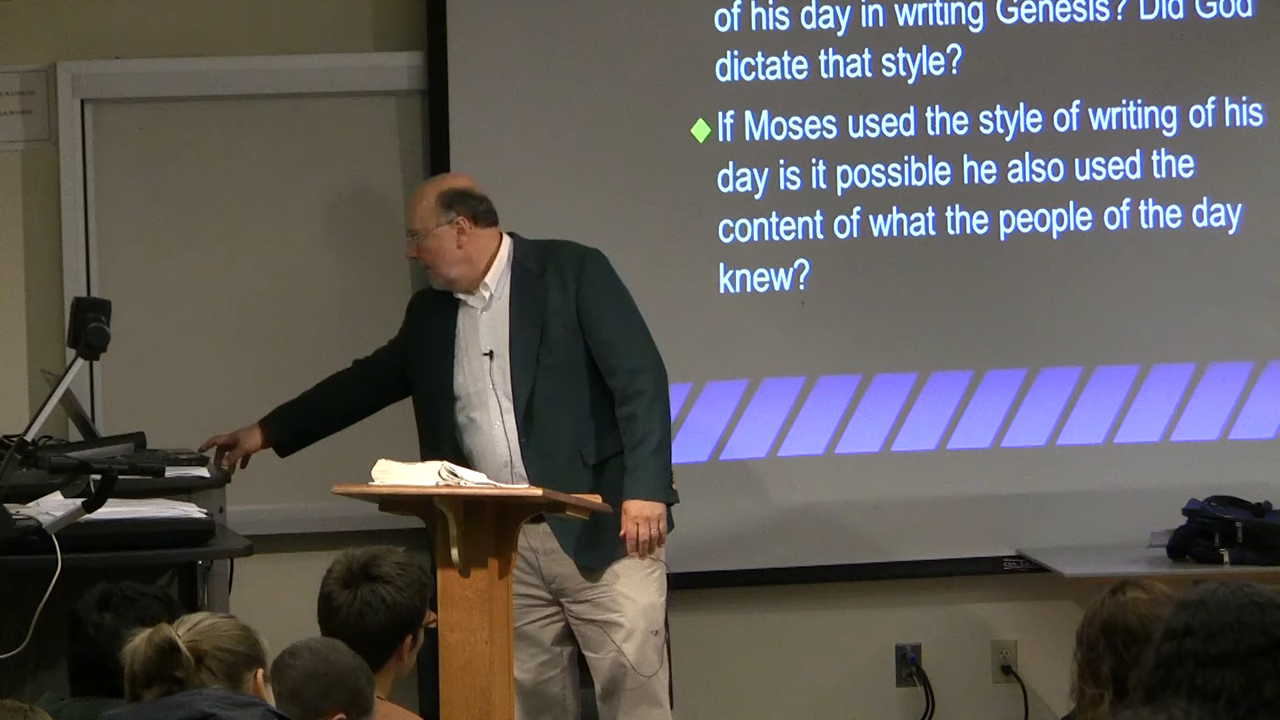 of his day in writing Genesis? Did God
dictate that style?
If Moses used the style of writing of his
day is it possible he also used the
content of what the people of the day
knew?